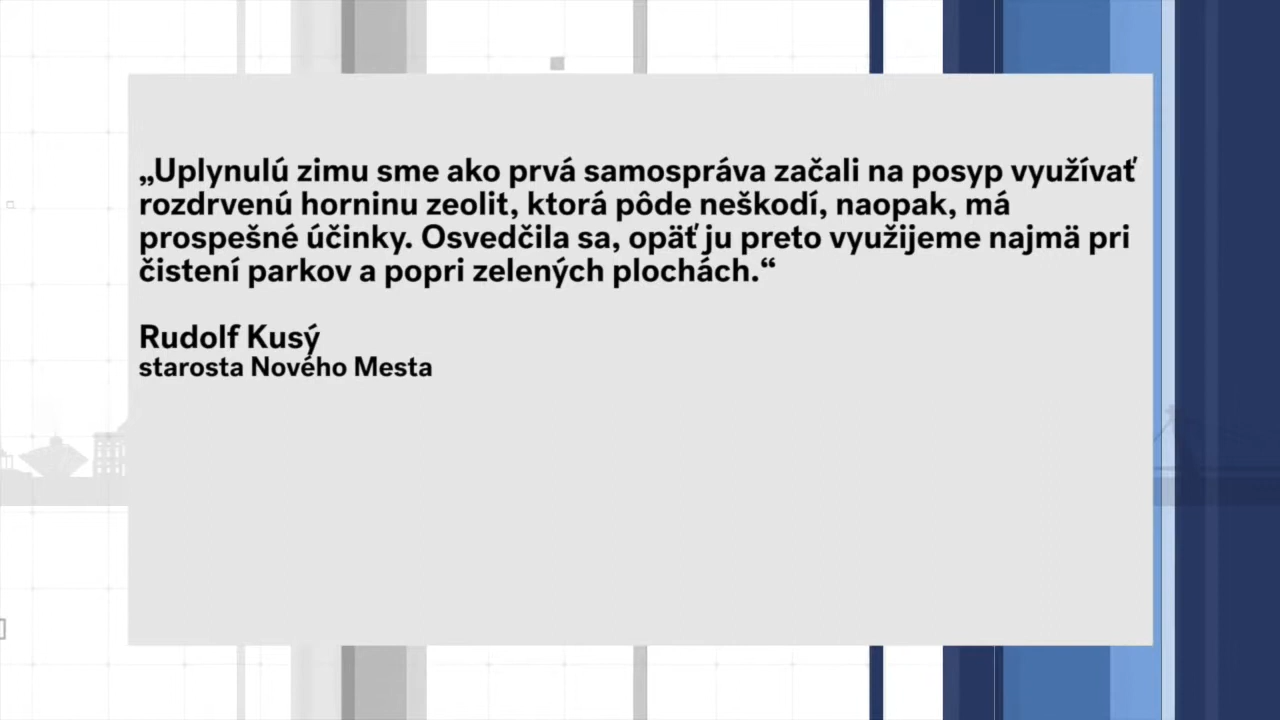 „Uplynulú zimu sme ako prvá samospráva začali na posyp využívať
rozdrvenú horninu zeolit, ktorá pôde neškodí, naopak, má
prospešné účinky. Osvedčila sa, opäť ju preto využijeme najmä pri
čistení parkov a popri zelených plochách.“
Rudolf Kusý
starosta Nového Mesta